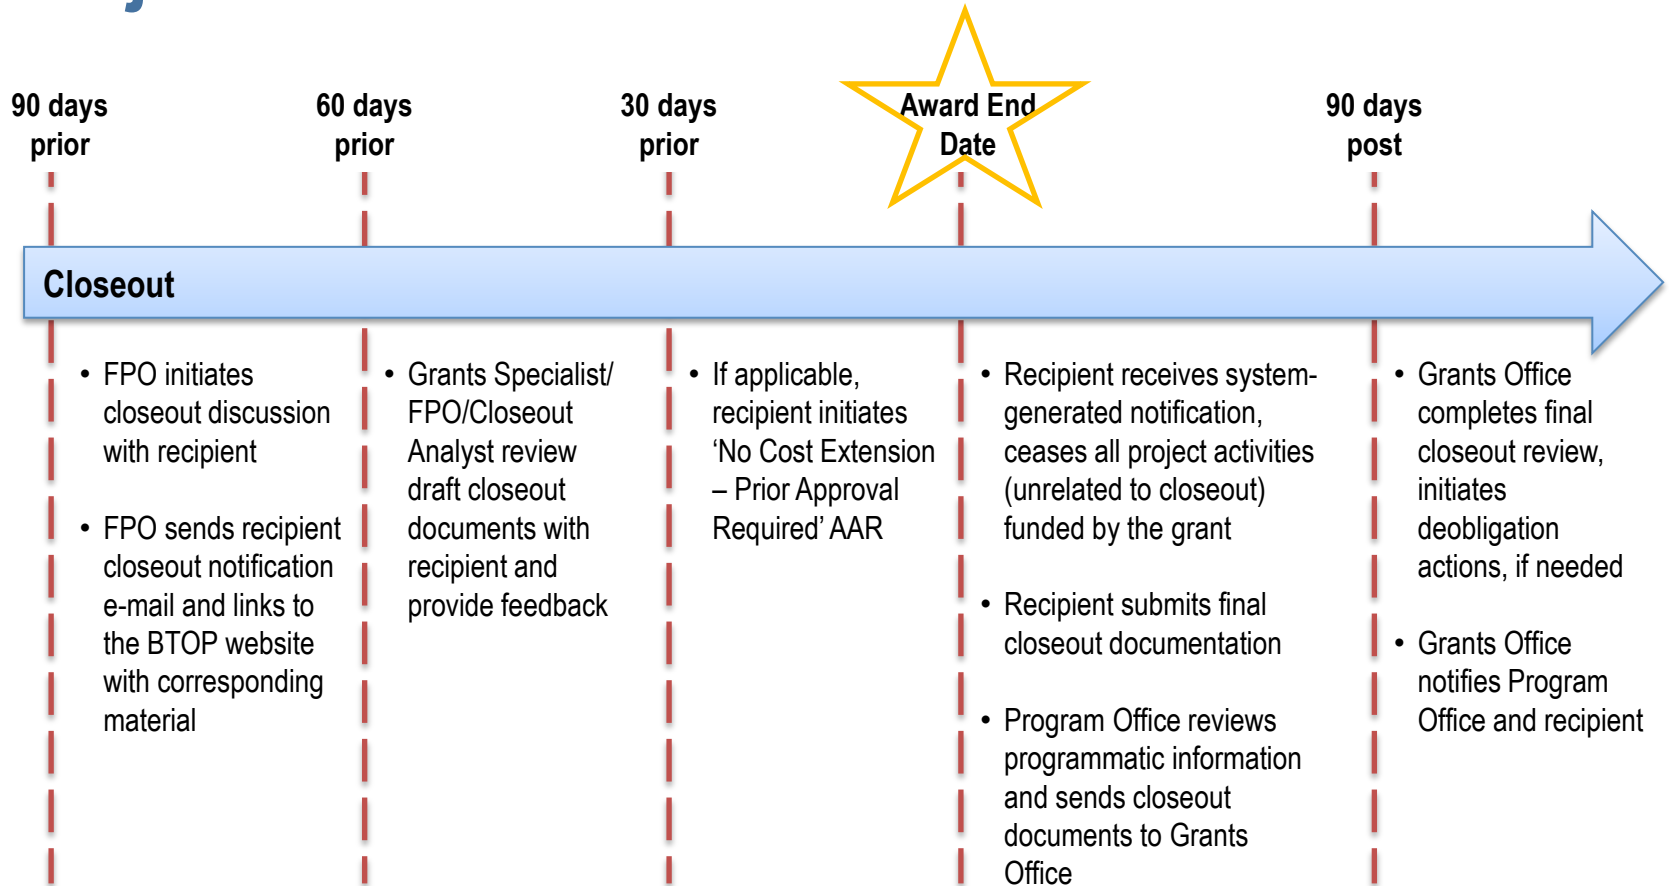 90 days
prior
60 days
prior
30 days
prior
Award End
Date
90 days
post
Closeout
• FPO initiates
closeout discussion
with recipient
• FPO sends recipient
closeout notification
e-mail and links to
the BTOP website
with corresponding
material
• Grants Specialist/
FPO/Closeout
Analyst review
draft closeout
documents with
recipient and
provide feedback
• If applicable,
recipient initiates
‘No Cost Extension
– Prior Approval
Required’ AAR
• Recipient receives system-
generated notification,
ceases all project activities
(unrelated to closeout)
funded by the grant
• Recipient submits final
closeout documentation
• Program Office reviews
programmatic information
and sends closeout
documents to Grants
Office
• Grants Office
completes final
closeout review,
initiates
deobligation
actions, if needed
• Grants Office
notifies Program
Office and recipient